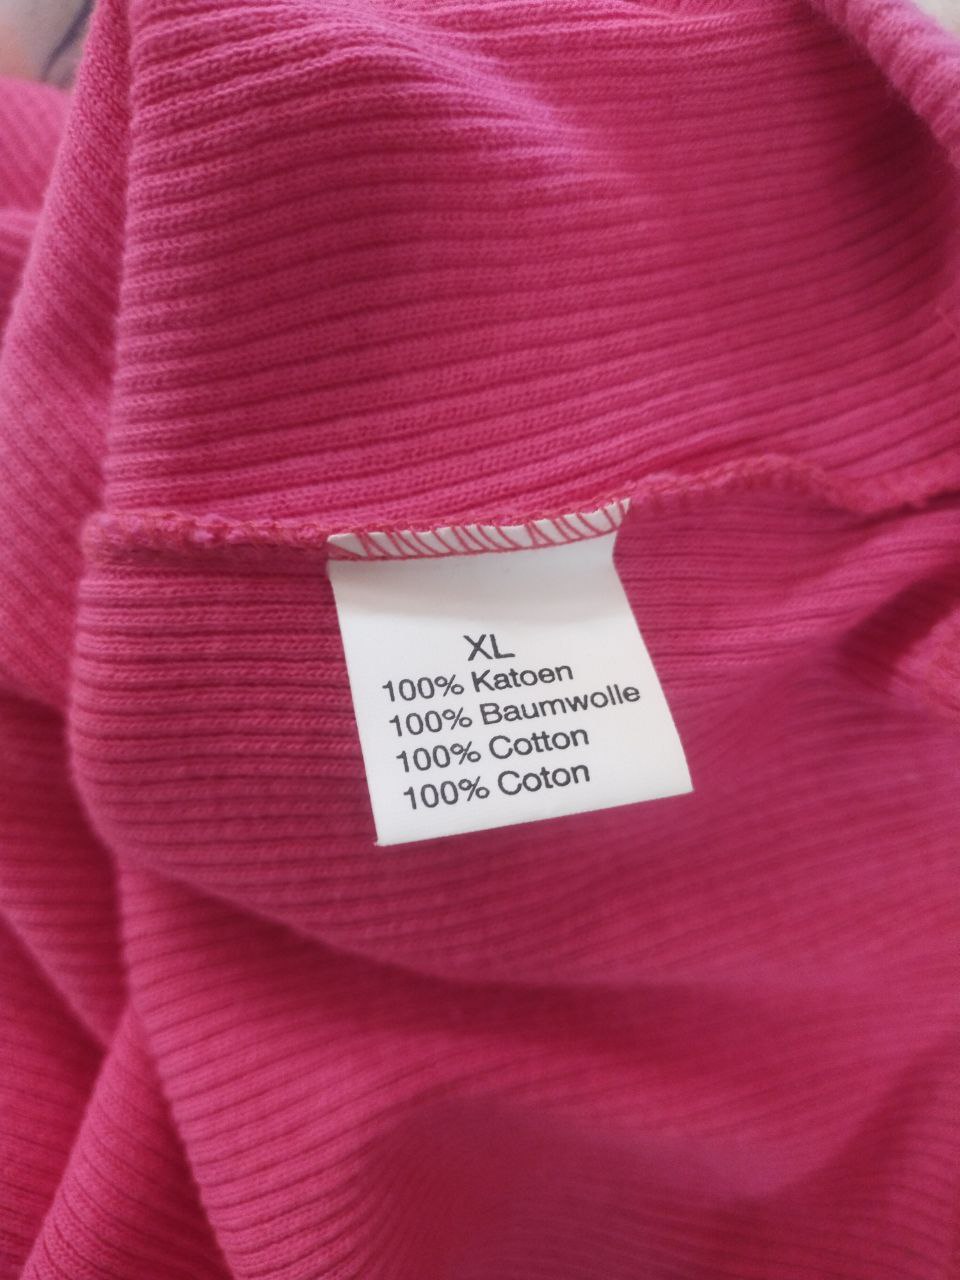 XL
100% Katoen
100% Baumwolle
100% Cotton
100% Coton